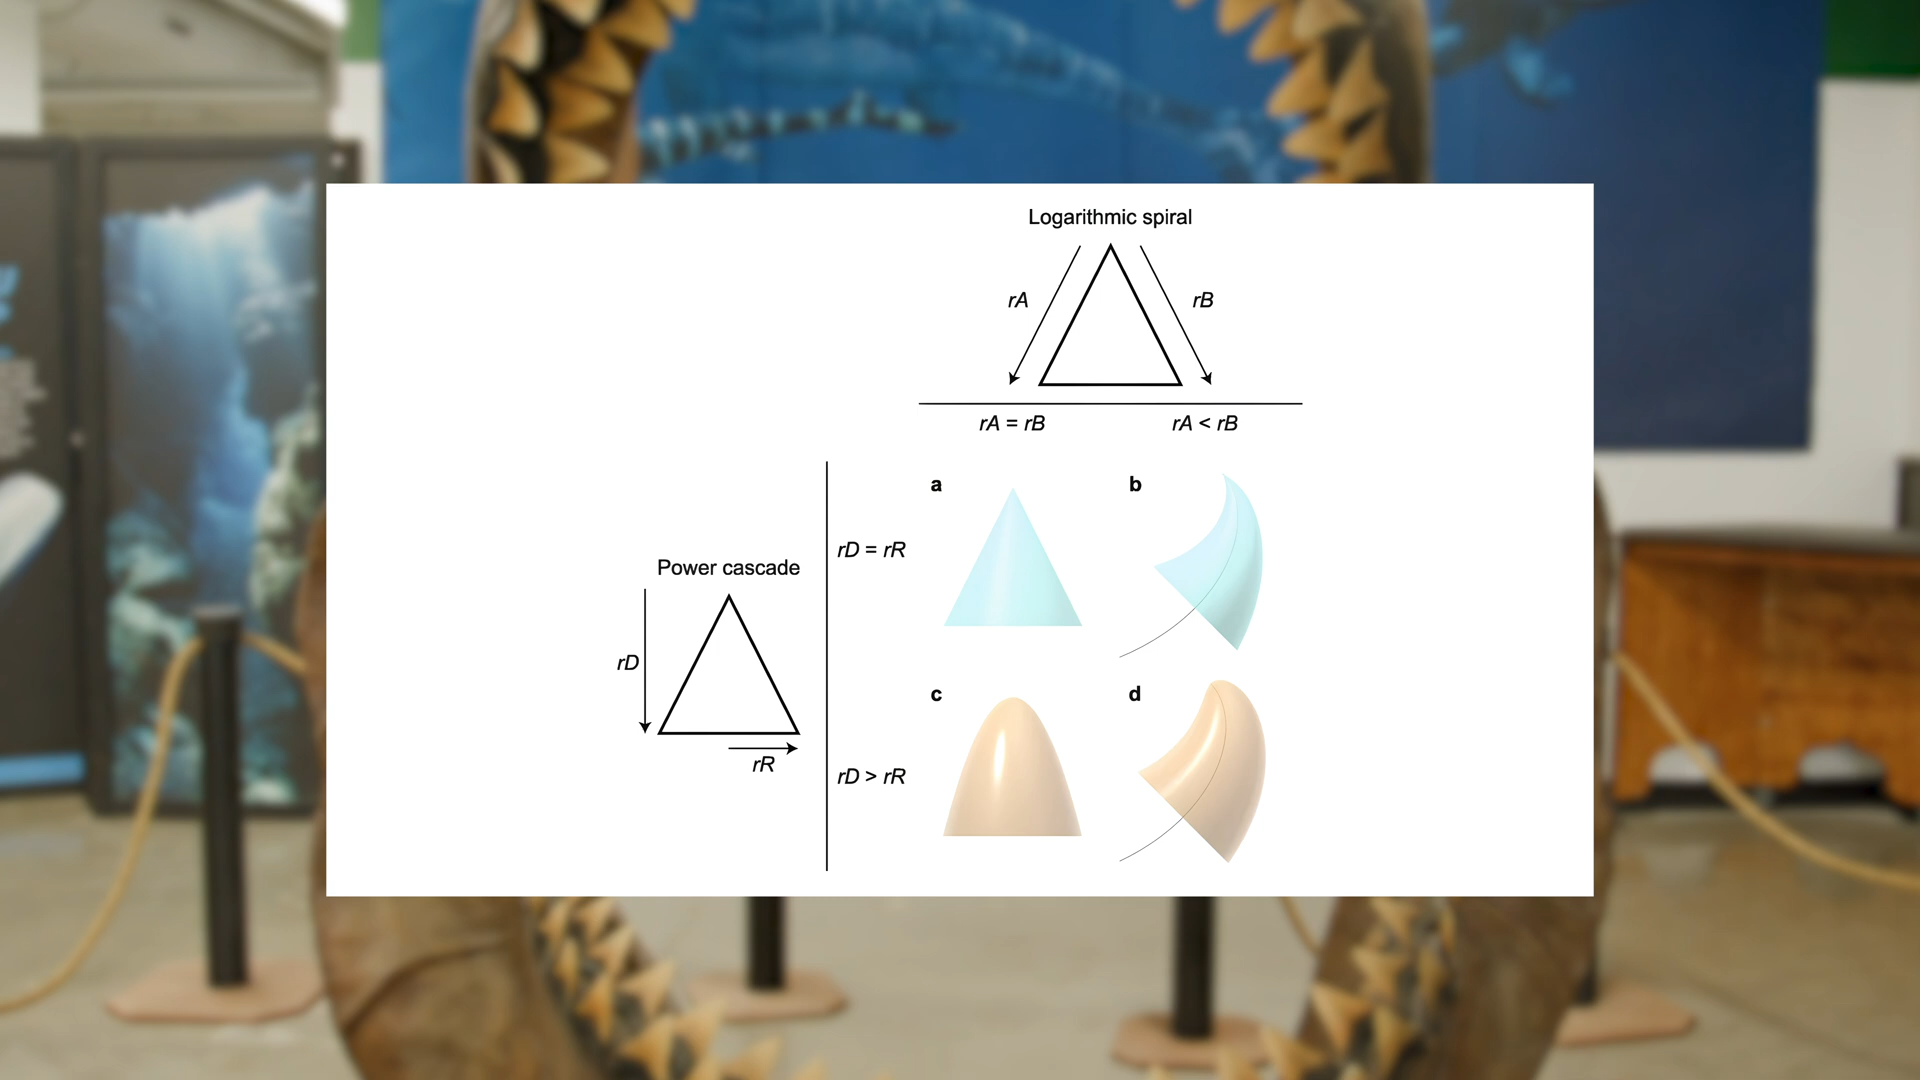 Logarithmic spiral
rA
rB
rA = rB
rA < rB
a
b
rD = rR
Power cascade
rD
rR
c
d
rD > rR